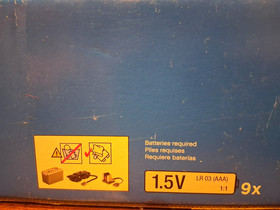 Batteries required
Piles requises
Requiere baterías
1.5V LR 03 (AAA)
1:1
9x